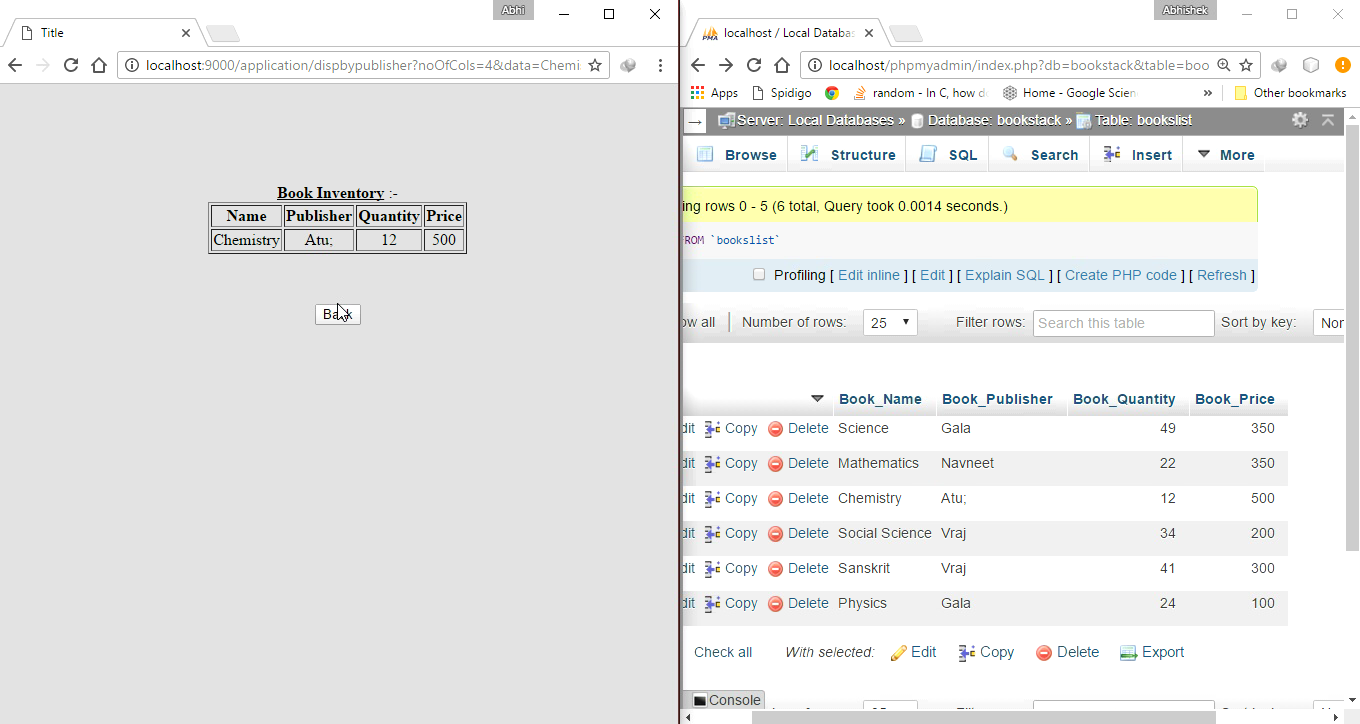 Abhi
Title
localhost:9000/application/dispbypublisher?noOfCols=4&data=Chemi
Book Inventory :-
Name Publisher Quantity Price
Chemistry Atu; 12 500
Back
Abhishek
localhost / Local Databas
PMA
localhost/phpmyadmin/index.php?db=bookstack&table=boo
Apps Spidigo random - In C, how do Home - Google Scien » Other bookmarks
Server: Local Databases » Database: bookstack » Table: bookslist
Browse Structure SQL Search Insert More
ing rows 0 - 5 (6 total, Query took 0.0014 seconds.)
FROM `bookslist`
Profiling [ Edit inline ] [ Edit ] [ Explain SQL ] [ Create PHP code ] [ Refresh ]
ow all Number of rows: 25 Filter rows: Search this table Sort by key: Non
Book_Name Book_Publisher Book_Quantity Book_Price
dit Copy Delete Science Gala 49 350
dit Copy Delete Mathematics Navneet 22 350
dit Copy Delete Chemistry Atu; 12 500
dit Copy Delete Social Science Vraj 34 200
dit Copy Delete Sanskrit Vraj 41 300
dit Copy Delete Physics Gala 24 100
Check all With selected: Edit Copy Delete Export
Console